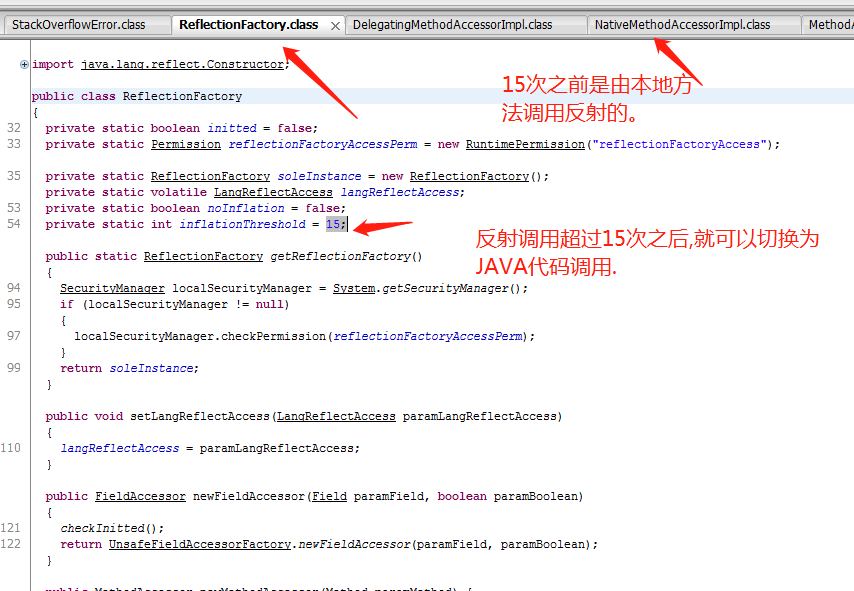 StackOverflowError.class ReflectionFactory.class DelegatingMethodAccessorImpl.class NativeMethodAccessorImpl.class MethodA
import java.lang.reflect.Constructor;
15次之前是由本地方
法调用反射的。
public class ReflectionFactory
{
32 private static boolean initted = false;
33 private static Permission reflectionFactoryAccessPerm = new RuntimePermission("reflectionFactoryAccess");
35 private static ReflectionFactory soleInstance = new ReflectionFactory();
private static volatile LangReflectAccess langReflectAccess;
53 private static boolean noInflation = false;
54 private static int inflationThreshold = 15;
反射调用超过15次之后,就可以切换为
JAVA代码调用.
public static ReflectionFactory getReflectionFactory()
{
94 SecurityManager localSecurityManager = System.getSecurityManager();
95 if (localSecurityManager != null)
{
97 localSecurityManager.checkPermission(reflectionFactoryAccessPerm);
}
99 return soleInstance;
}
public void setLangReflectAccess(LangReflectAccess paramLangReflectAccess)
{
110 langReflectAccess = paramLangReflectAccess;
}
public FieldAccessor newFieldAccessor(Field paramField, boolean paramBoolean)
{
121 checkInitted();
122 return UnsafeFieldAccessorFactory.newFieldAccessor(paramField, paramBoolean);
}
public MethodAccessor newMethodAccessor(Method paramMethod) {